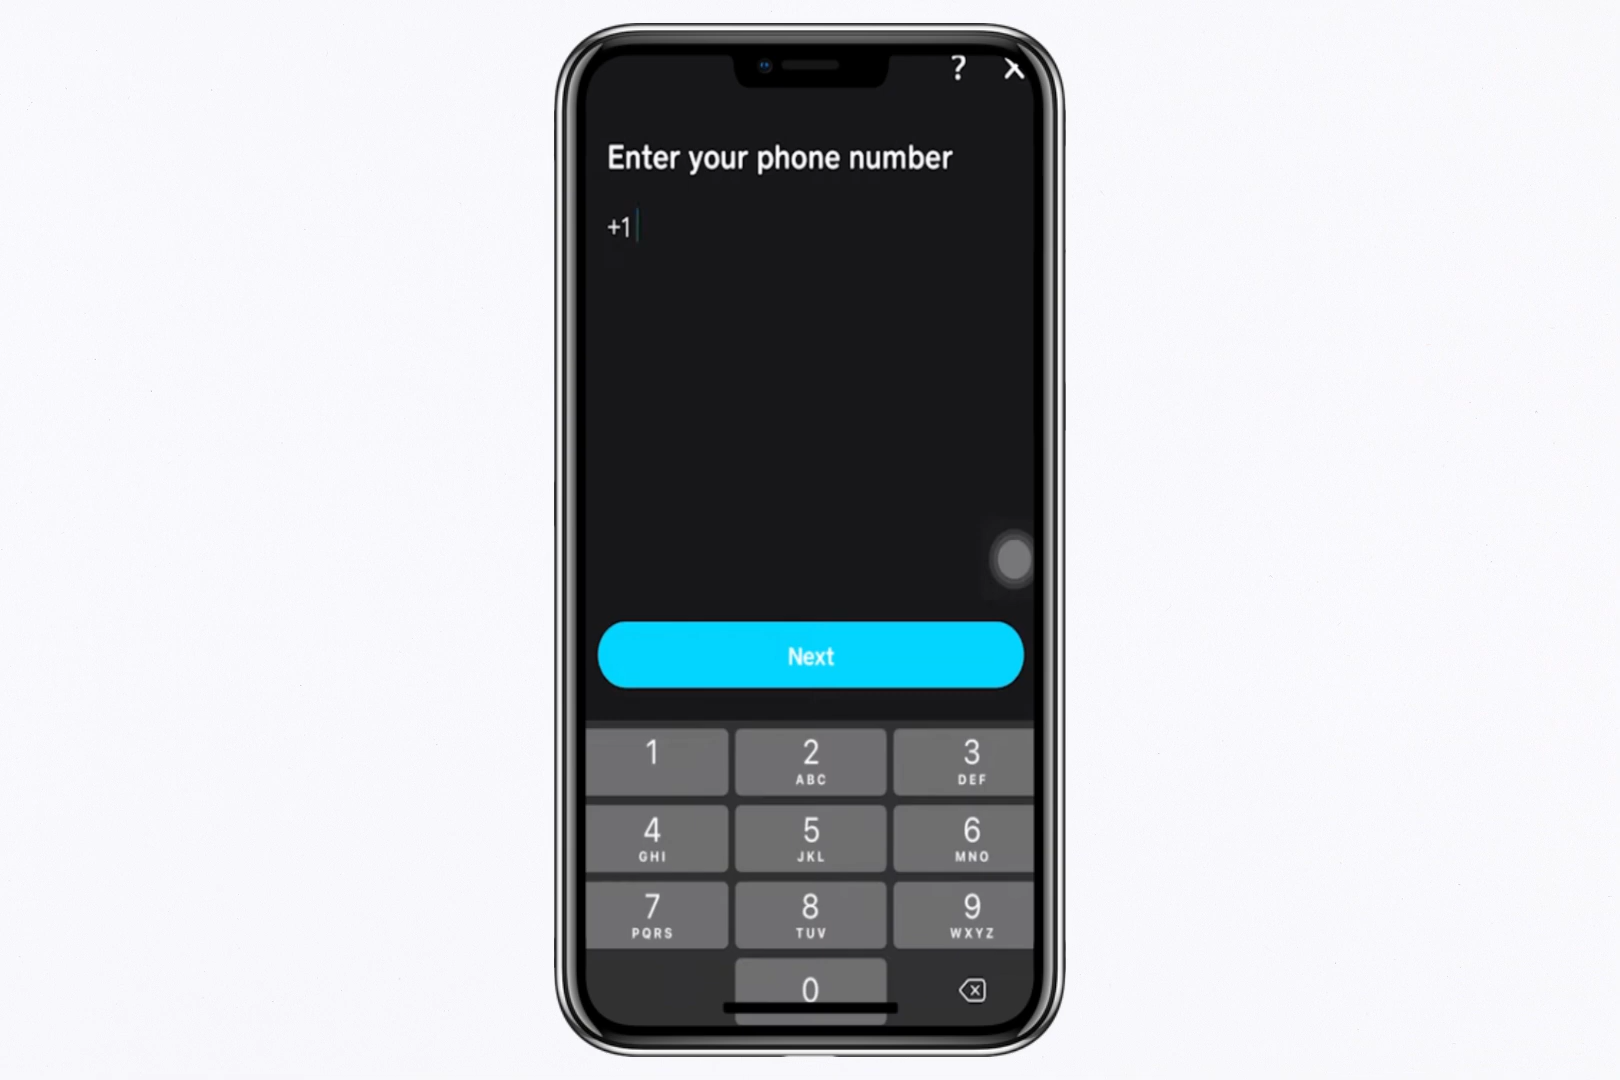 ?
Enter your phone number
+1
Next
1
2
3
ABC
DEF
4
5
6
GHI
JKL
MNO
7
8
9
PQRS
TUV
WXYZ
0